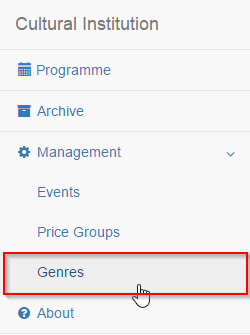 Cultural Institution
Programme
Archive
Management
Events
Price Groups
Genres
About